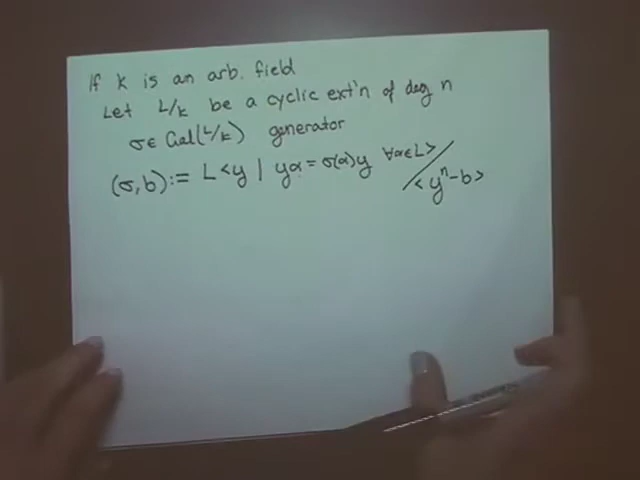 If k is an arb. field
Let L/k be a cyclic ext'n of deg n
σ ∈ Gal(L/k) generator
(σ,b) := L<y | yα = σ(α)y ∀α∈L> / <yⁿ-b>